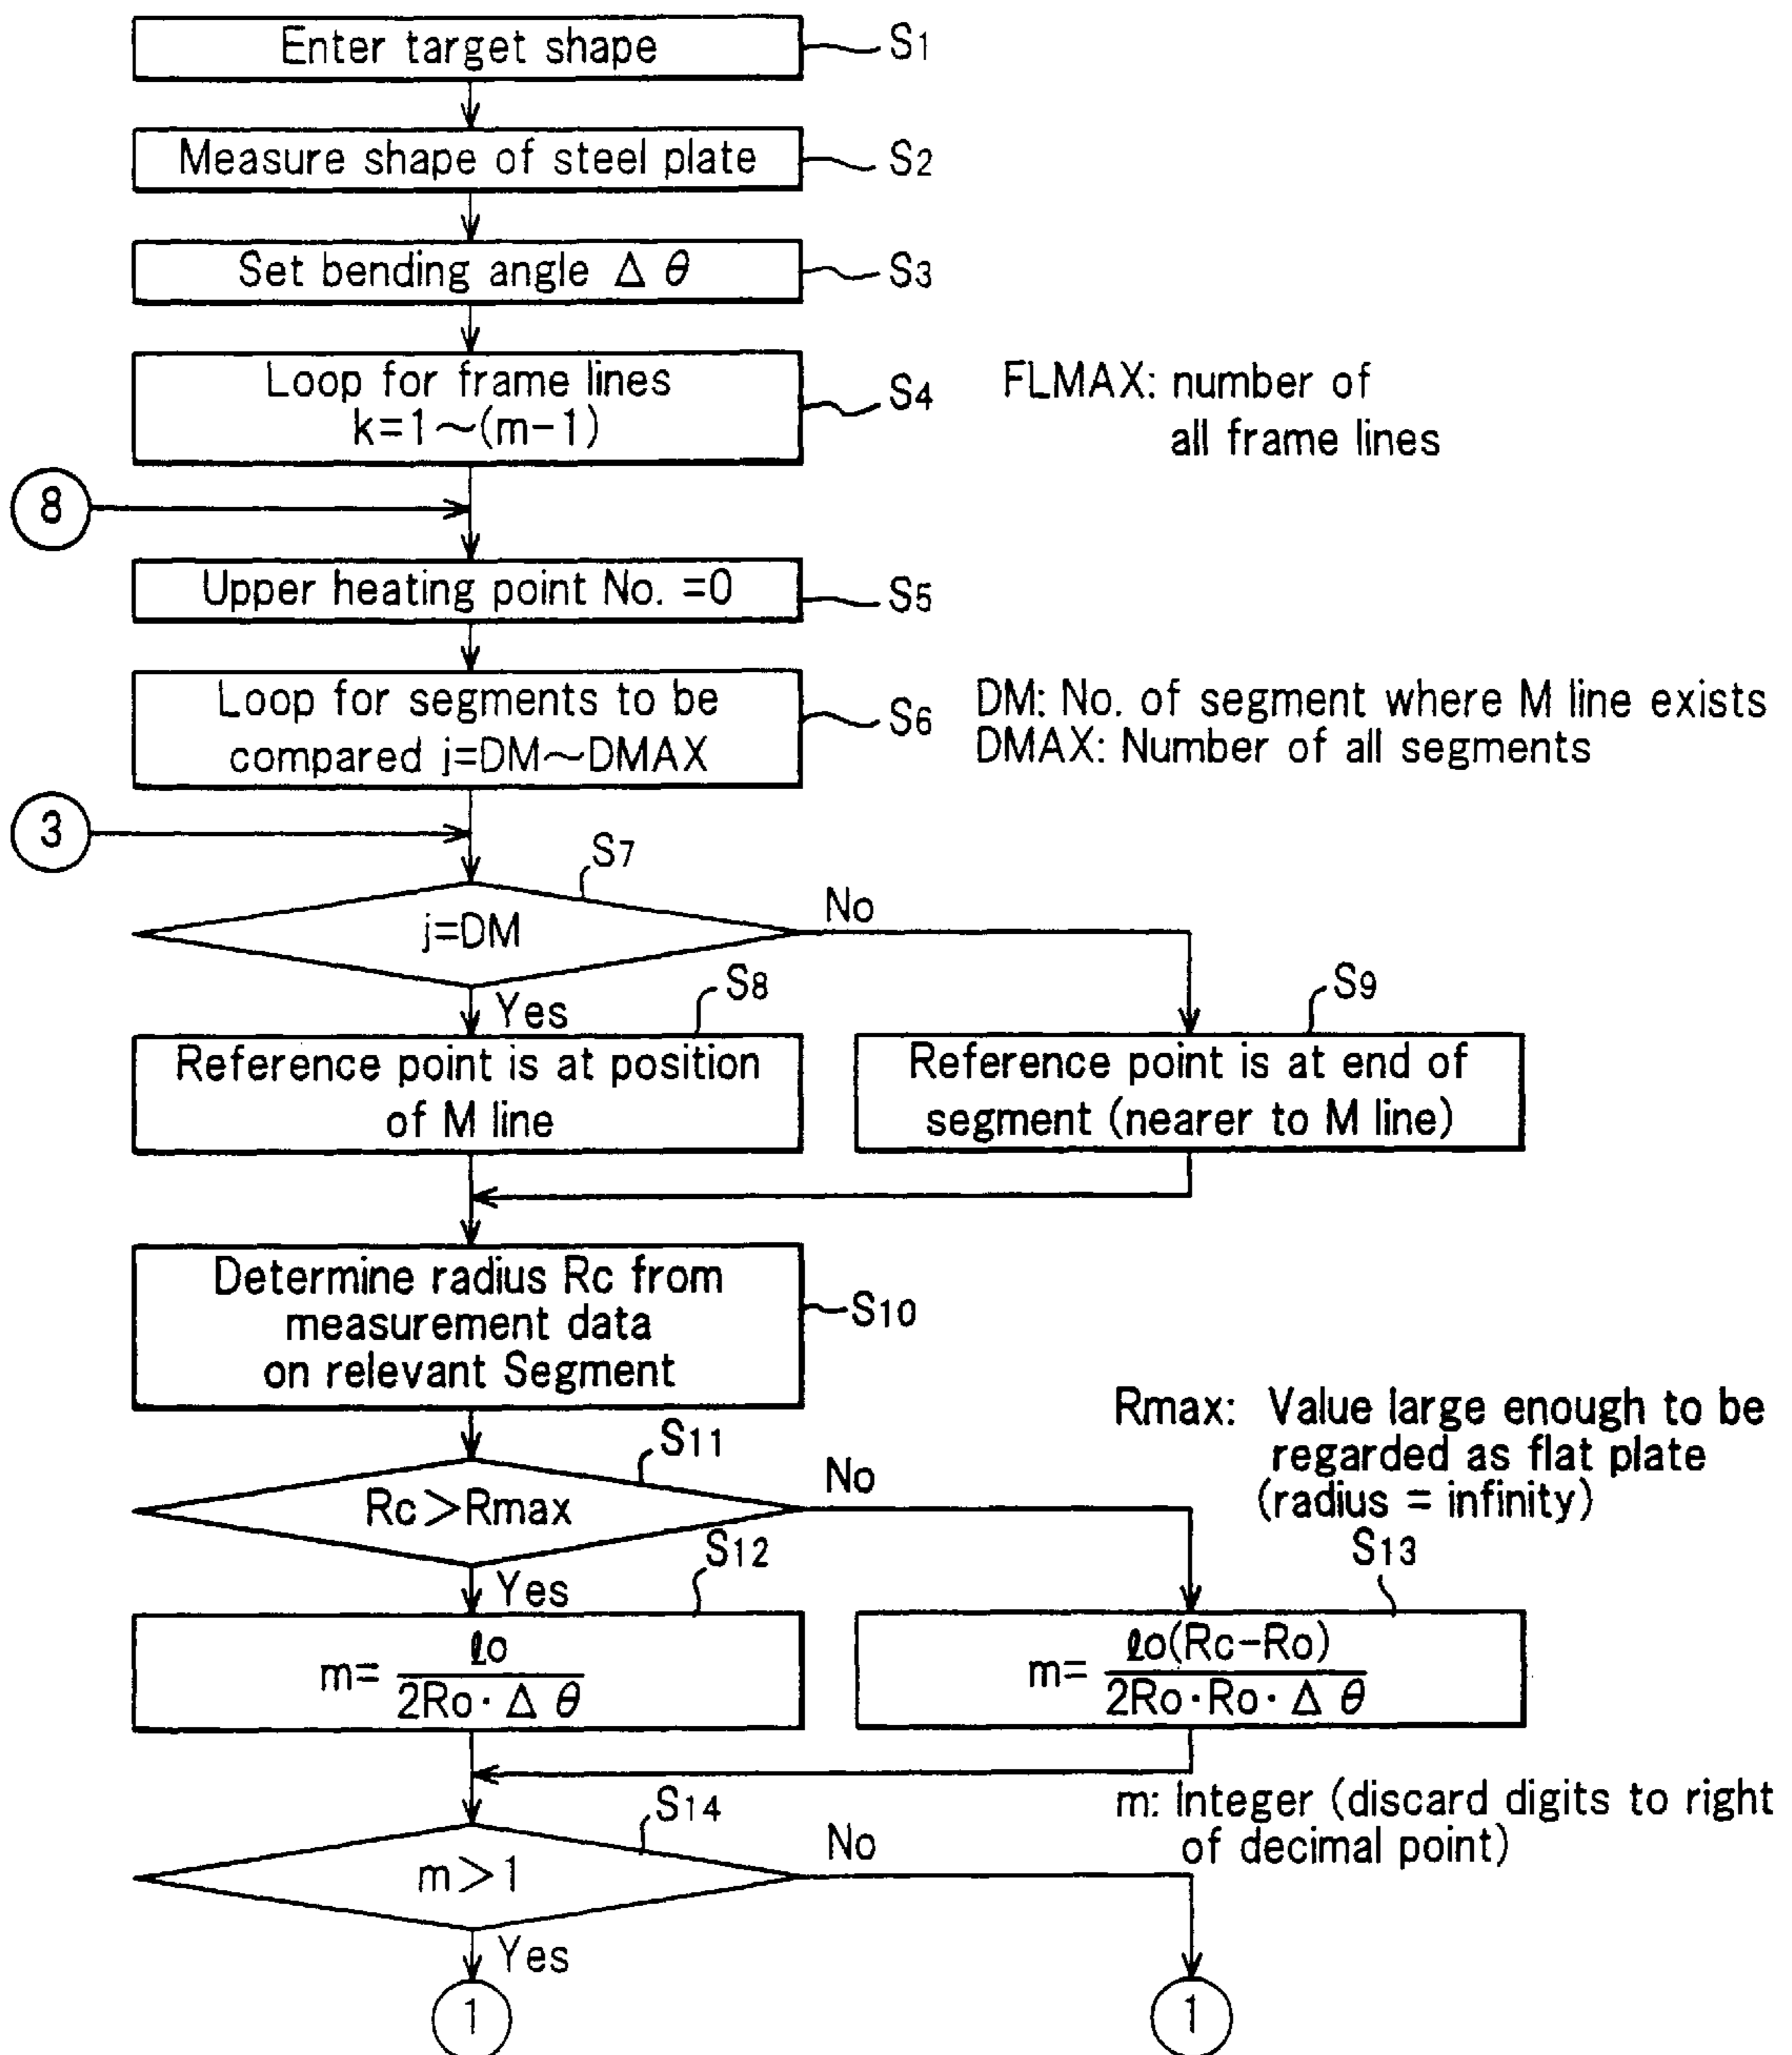 Enter target shape
S1
Measure shape of steel plate
S2
Set bending angle Δ θ
S3
Loop for frame lines
k=1～(m-1)
S4
FLMAX: number of
all frame lines
8
Upper heating point No. =0
S5
Loop for segments to be
compared j=DM～DMAX
S6
DM: No. of segment where M line exists
DMAX: Number of all segments
3
S7
j=DM
No
Yes
S8
Reference point is at position
of M line
S9
Reference point is at end of
segment (nearer to M line)
Determine radius Rc from
measurement data
on relevant Segment
S10
Rmax: Value large enough to be
regarded as flat plate
(radius = infinity)
S11
Rc>Rmax
No
Yes
S12
m= ℓo / 2Ro・Δ θ
S13
m= ℓo(Rc-Ro) / 2Ro・Ro・Δ θ
m: Integer (discard digits to right
of decimal point)
S14
m>1
No
Yes
1
1